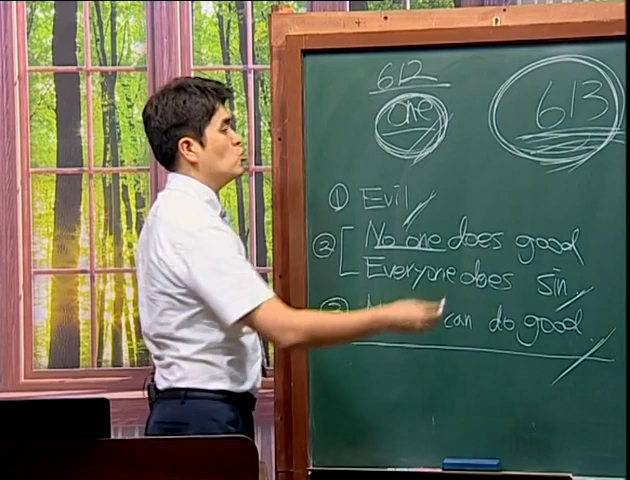 612
one
613
① Evil
② No one does good
Everyone does sin
can do good